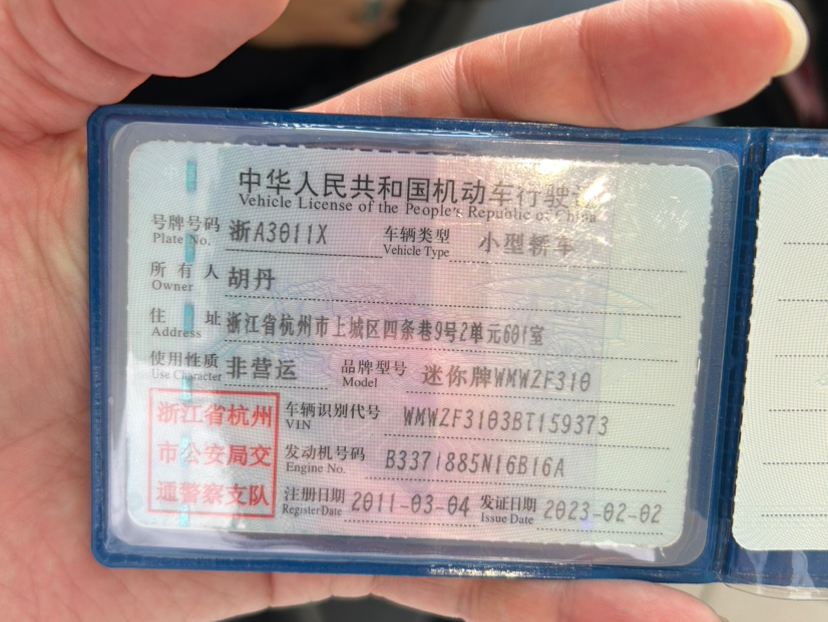 中华人民共和国机动车行驶证
Vehicle License of the People's Republic of China
号牌号码 浙A3011X 车辆类型 小型轿车
Plate No. Vehicle Type
所有人 胡丹
Owner
住址 浙江省杭州市上城区四条巷9号2单元601室
Address
使用性质 非营运 品牌型号 迷你牌WMWZF310
Use Character Model
浙江省杭州
市公安局交
通警察支队
车辆识别代号 WMWZF3103BT159373
VIN
发动机号码 B3371885N16B16A
Engine No.
注册日期 2011-03-04 发证日期 2023-02-02
Register Date Issue Date